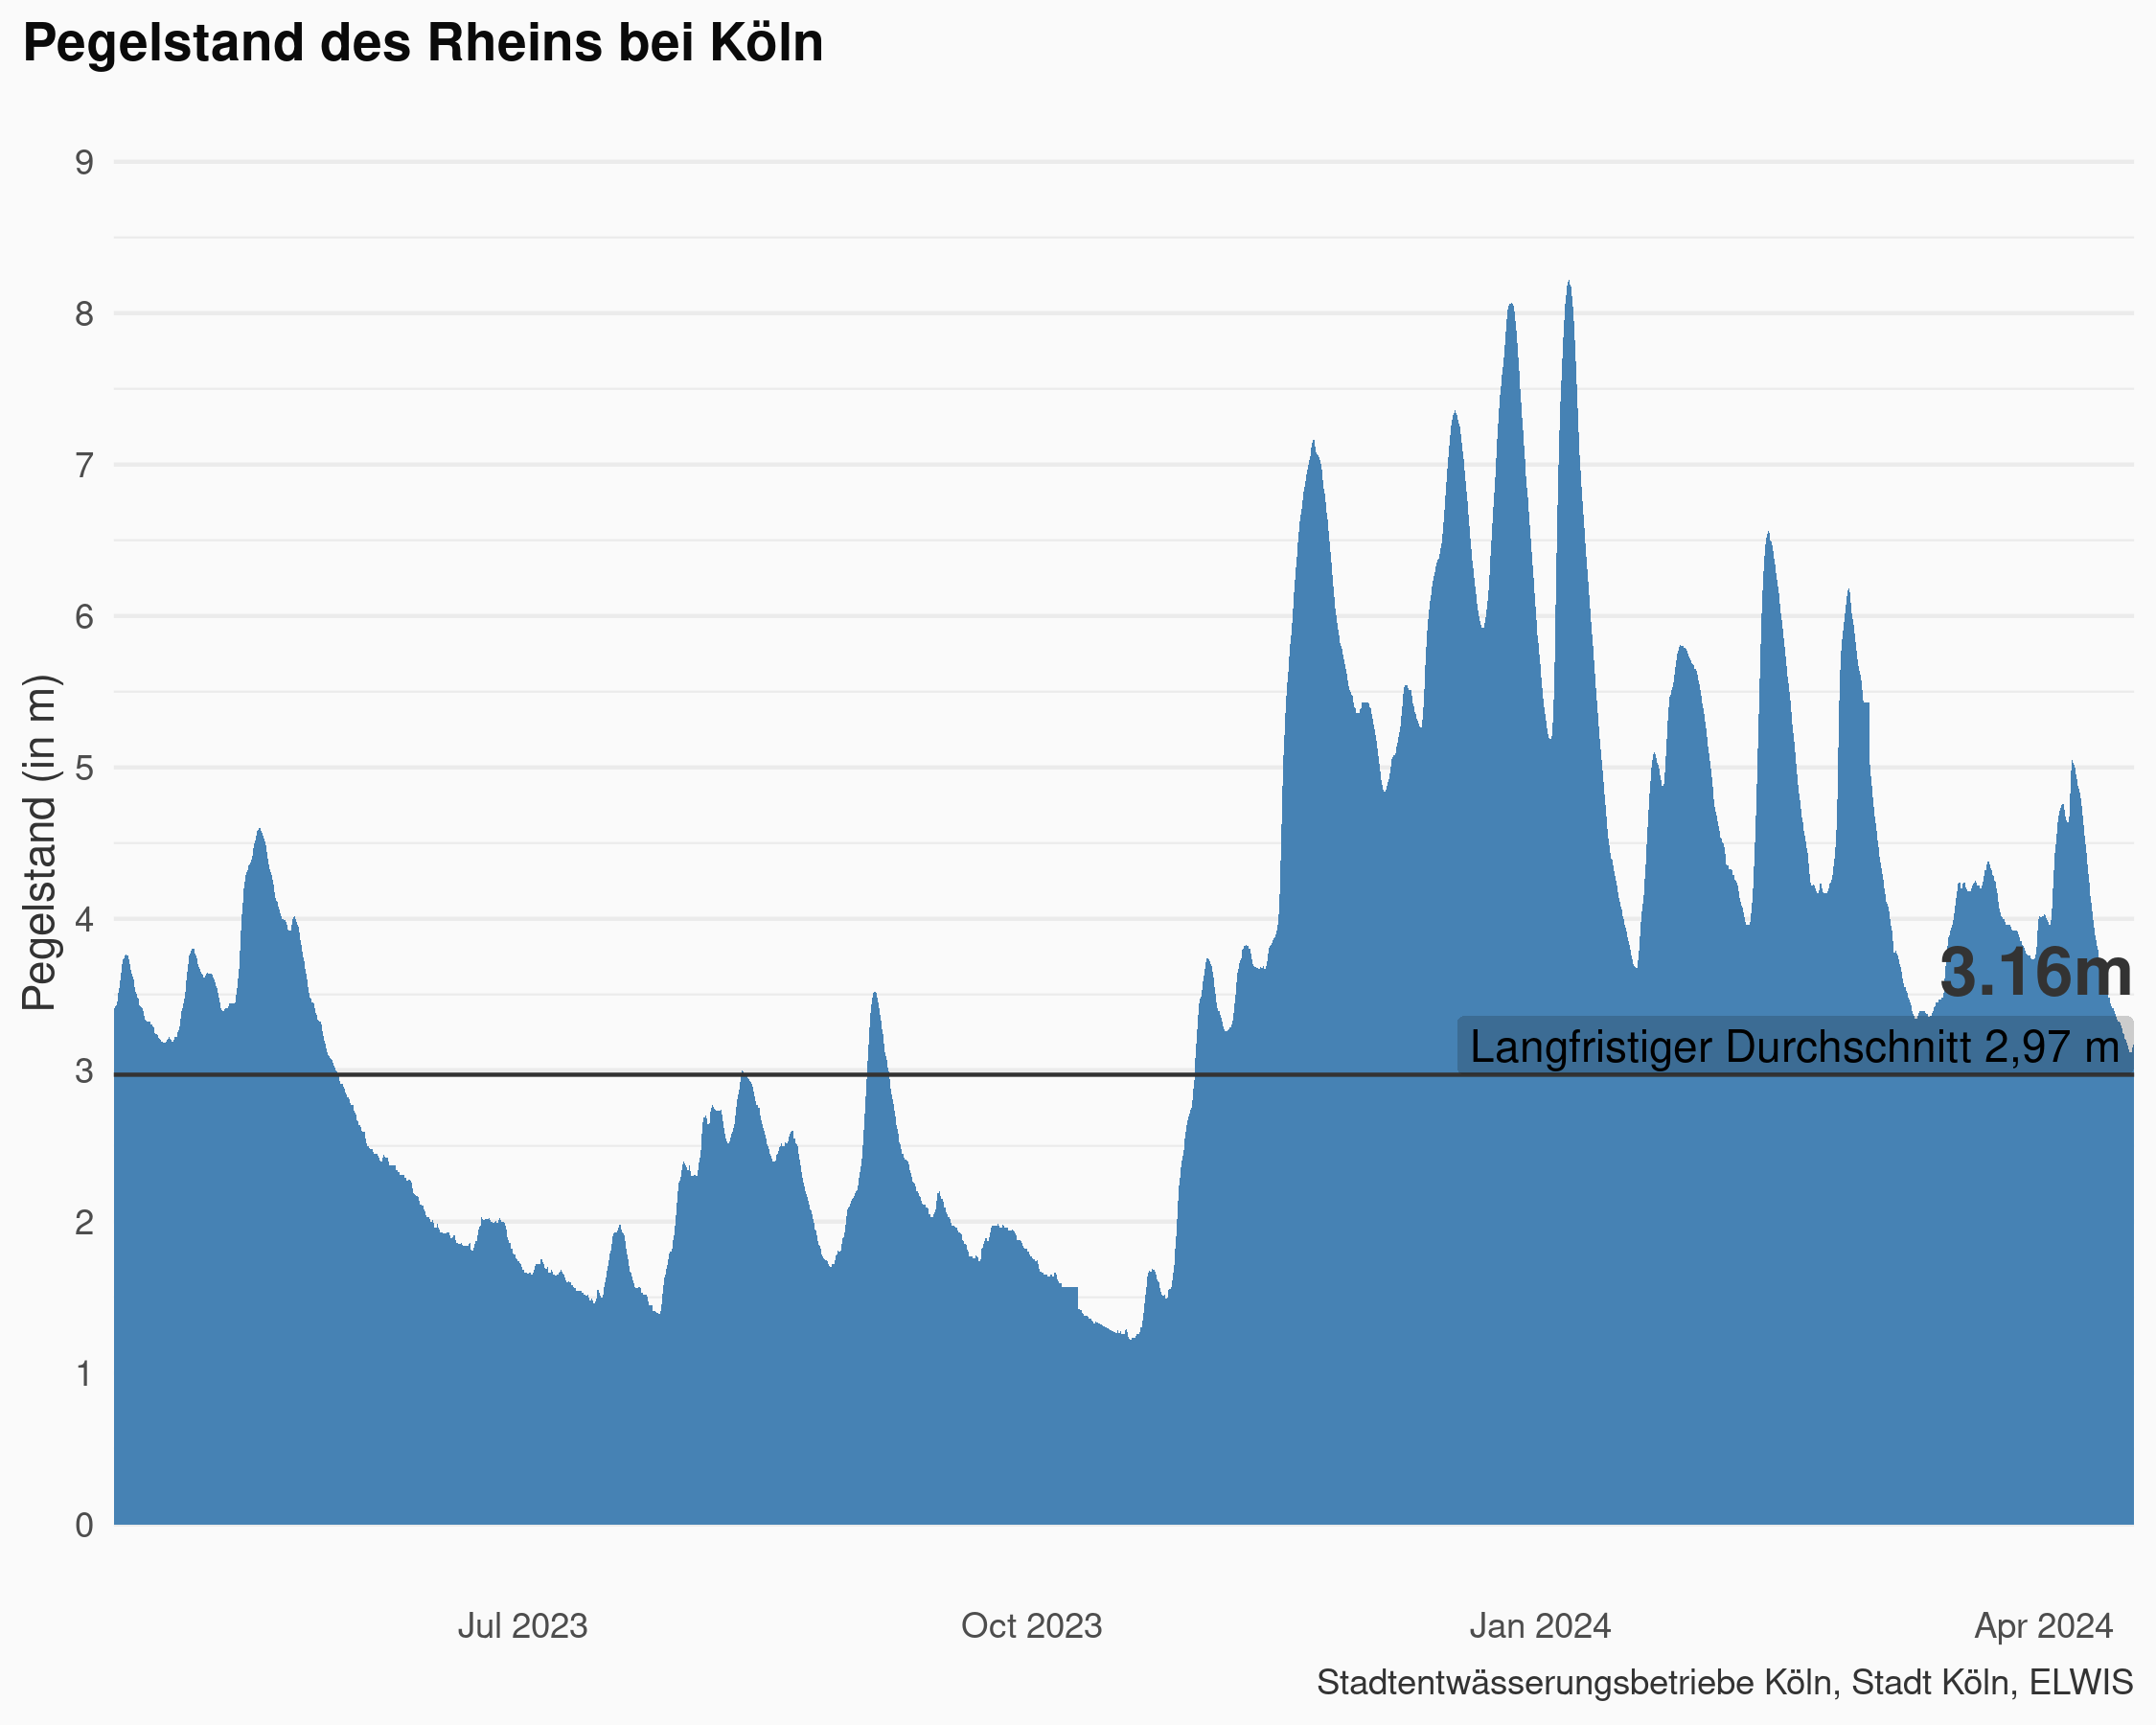 Pegelstand des Rheins bei Köln
Pegelstand (in m)
9
8
7
6
5
4
3
2
1
0
3.16m
Langfristiger Durchschnitt 2,97 m
Jul 2023
Oct 2023
Jan 2024
Apr 2024
Stadtentwässerungsbetriebe Köln, Stadt Köln, ELWIS